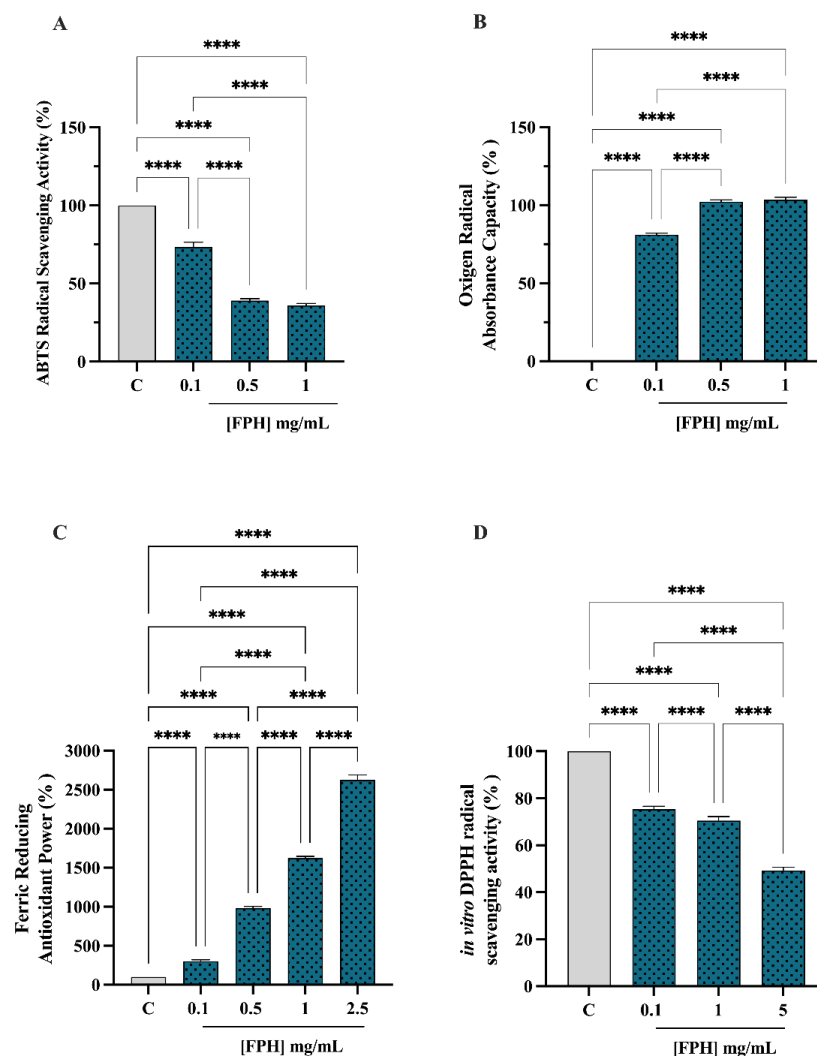 A
****
****
****
**** ****
ABTS Radical Scavenging Activity (%)
150
100
50
0
C 0.1 0.5 1
[FPH] mg/mL
B
****
****
****
**** ****
Oxigen Radical
Absorbance Capacity (% )
150
100
50
0
C 0.1 0.5 1
[FPH] mg/mL
C
****
****
****
****
**** ****
**** **** **** ****
Ferric Reducing
Antioxidant Power (% )
3000
2500
2000
1500
1000
500
0
C 0.1 0.5 1 2.5
[FPH] mg/mL
D
****
****
****
**** **** ****
in vitro DPPH radical
scavenging activity (% )
100
80
60
40
20
0
C 0.1 1 5
[FPH] mg/mL